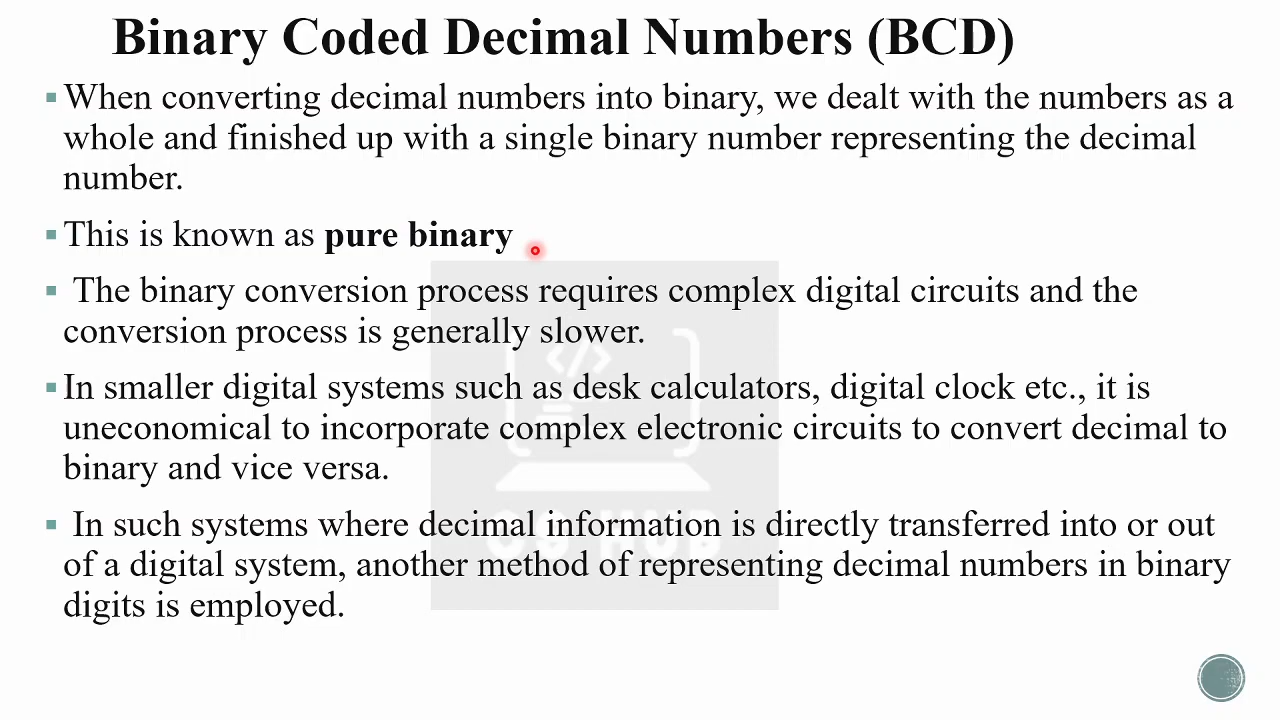 Binary Coded Decimal Numbers (BCD)
When converting decimal numbers into binary, we dealt with the numbers as a
whole and finished up with a single binary number representing the decimal
number.
This is known as pure binary
The binary conversion process requires complex digital circuits and the
conversion process is generally slower.
In smaller digital systems such as desk calculators, digital clock etc., it is
uneconomical to incorporate complex electronic circuits to convert decimal to
binary and vice versa.
In such systems where decimal information is directly transferred into or out
of a digital system, another method of representing decimal numbers in binary
digits is employed.